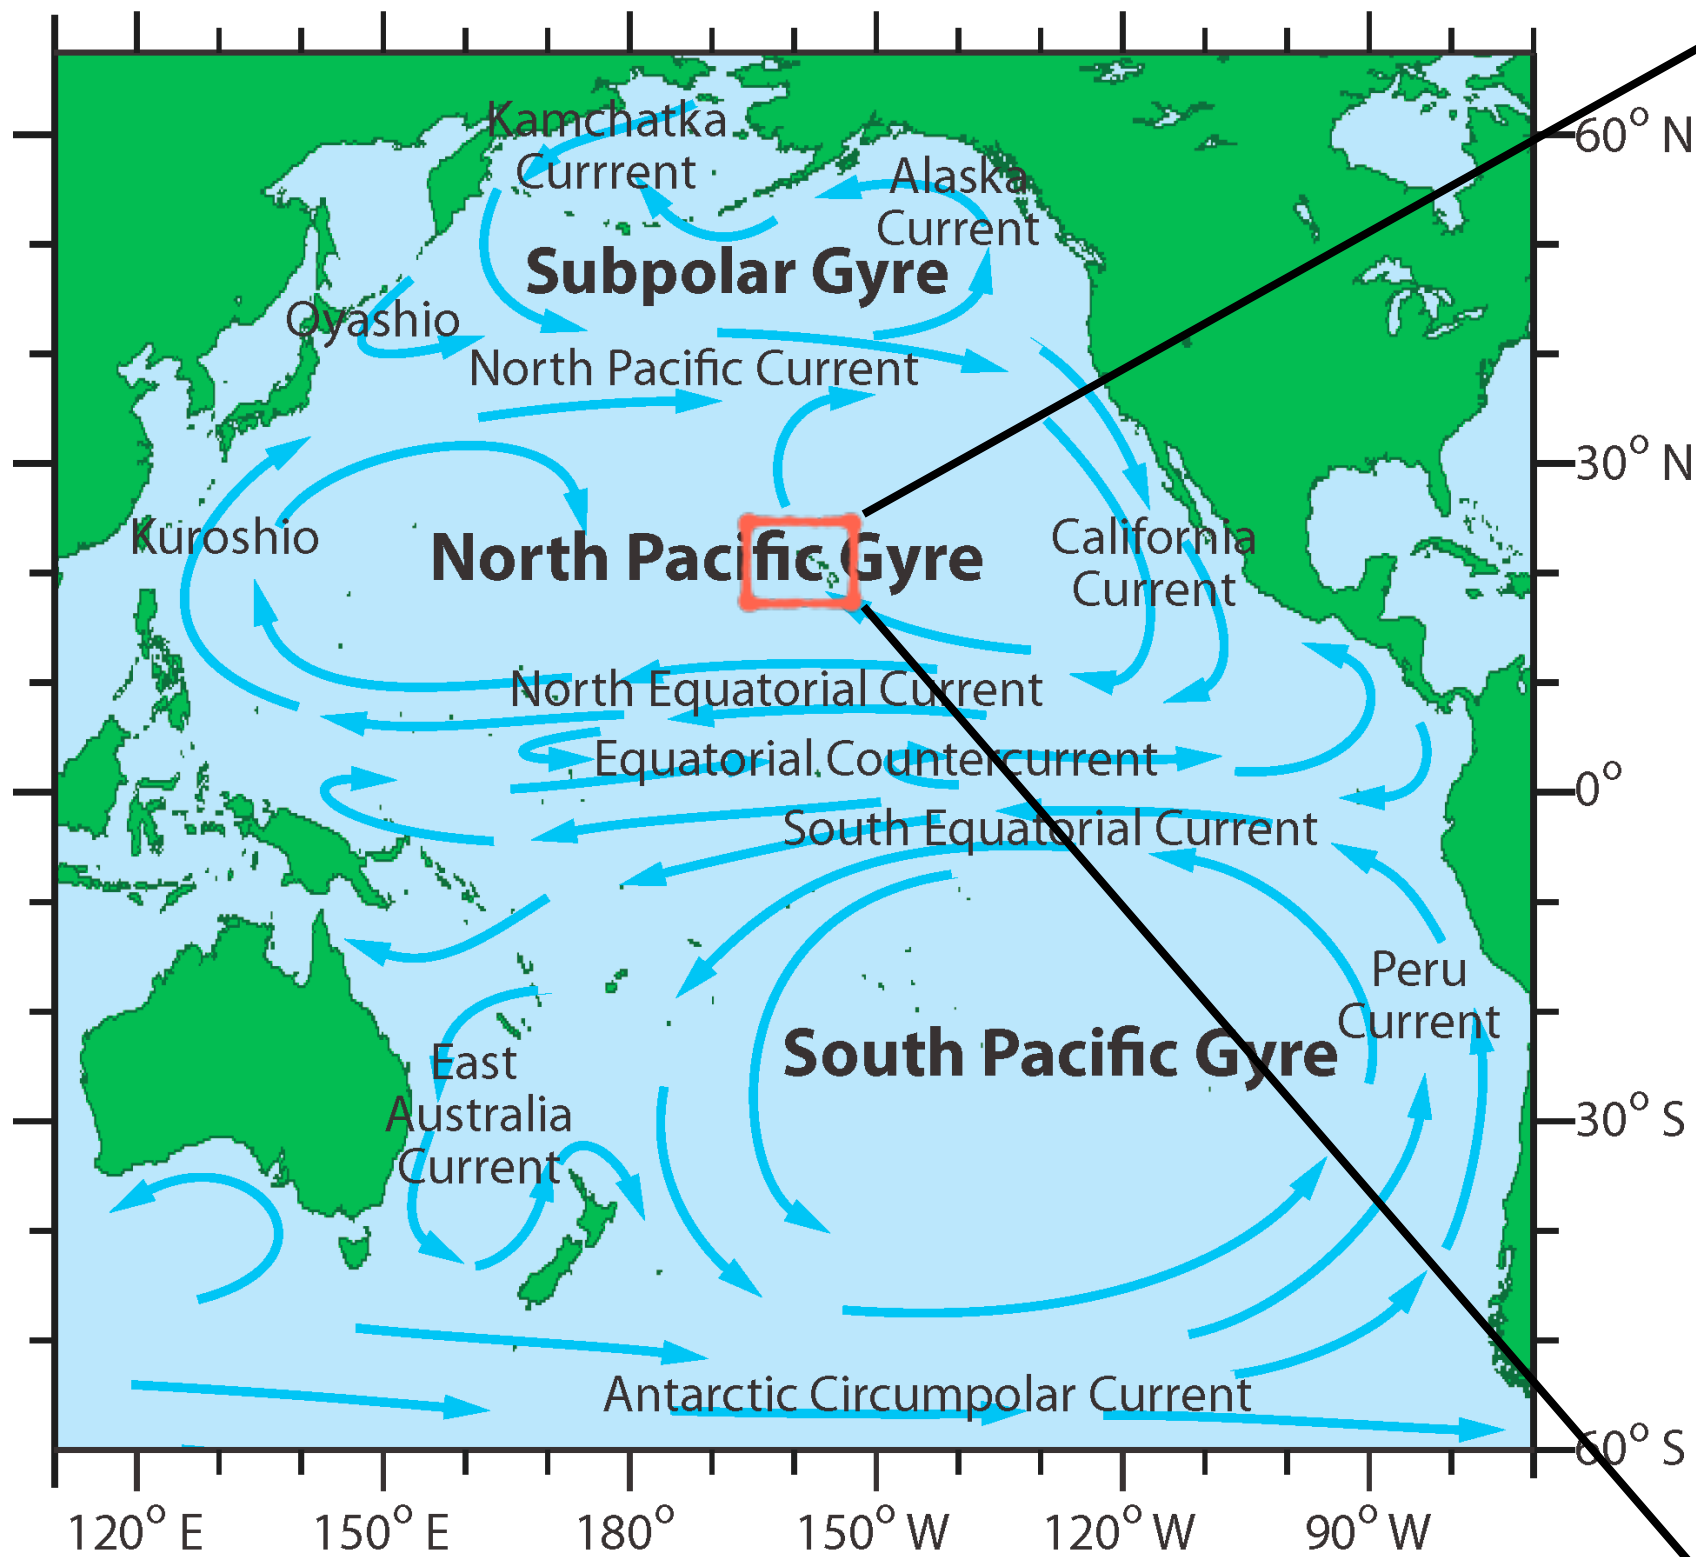 Kamchatka
Currrent
Alaska
Current
Subpolar Gyre
Oyashio
North Pacific Current
Kuroshio
North Pacific Gyre
California
Current
North Equatorial Current
Equatorial Countercurrent
South Equatorial Current
Peru
Current
South Pacific Gyre
East
Australia
Current
Antarctic Circumpolar Current
60° N
30° N
0°
30° S
60° S
120° E
150° E
180°
150° W
120° W
90° W